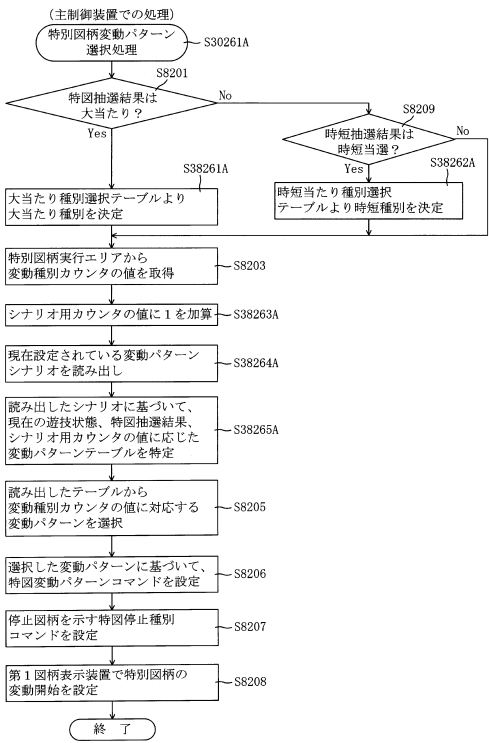 （主制御装置での処理）
特別図柄変動パターン
選択処理
S30261A
S8201
特図抽選結果は
大当たり？
No
Yes
S8209
時短抽選結果は
時短当選？
No
Yes
S38261A
大当たり種別選択テーブルより
大当たり種別を決定
S38262A
時短当たり種別選択
テーブルより時短種別を決定
特別図柄実行エリアから
変動種別カウンタの値を取得
S8203
シナリオ用カウンタの値に１を加算
S38263A
現在設定されている変動パターン
シナリオを読み出し
S38264A
読み出したシナリオに基づいて、
現在の遊技状態、特図抽選結果、
シナリオ用カウンタの値に応じた
変動パターンテーブルを特定
S38265A
読み出したテーブルから
変動種別カウンタの値に対応する
変動パターンを選択
S8205
選択した変動パターンに基づいて、
特図変動パターンコマンドを設定
S8206
停止図柄を示す特図停止種別
コマンドを設定
S8207
第１図柄表示装置で特別図柄の
変動開始を設定
S8208
終　了